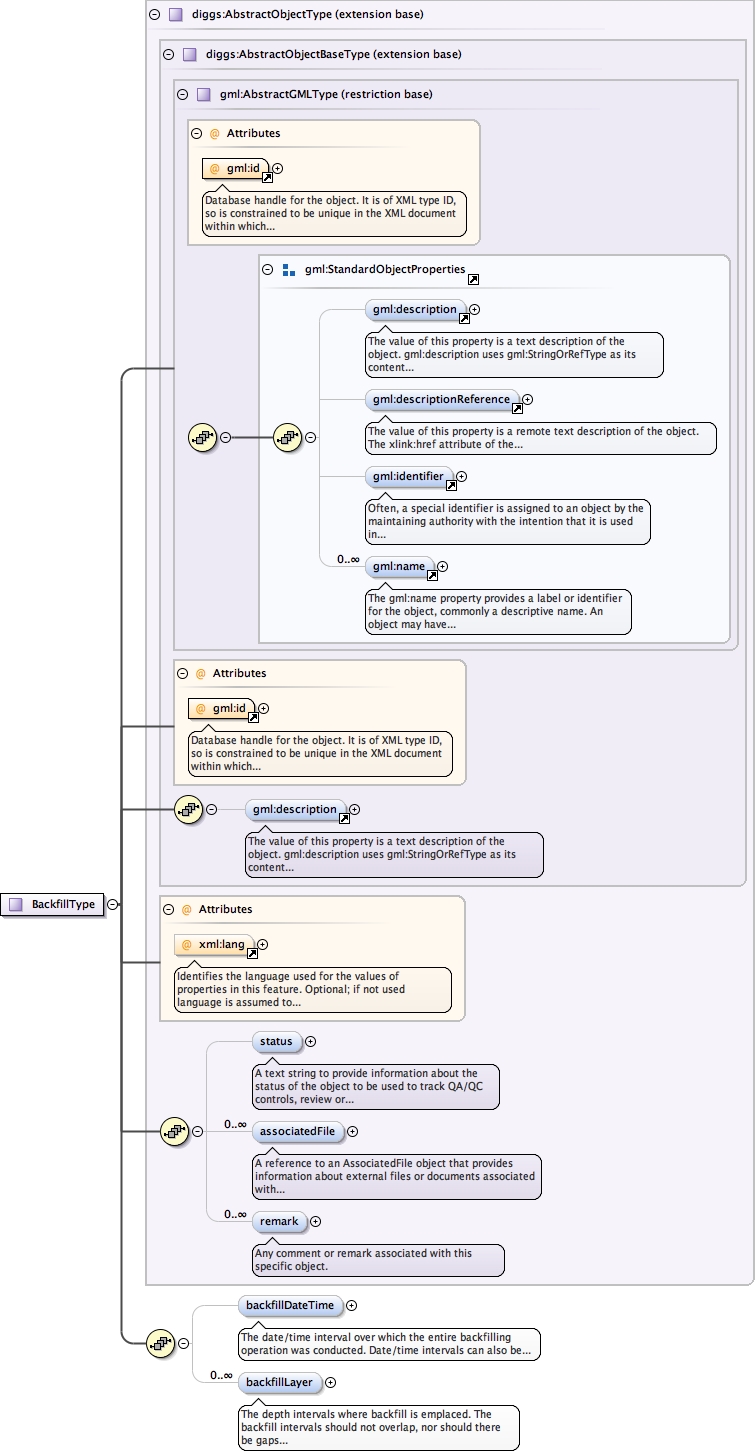 diggs:AbstractObjectType (extension base)
diggs:AbstractObjectBaseType (extension base)
gml:AbstractGMLType (restriction base)
@ Attributes
@ gml:id
Database handle for the object. It is of XML type ID,
so is constrained to be unique in the XML document
within which...
gml:StandardObjectProperties
gml:description
The value of this property is a text description of the
object. gml:description uses gml:StringOrRefType as its
content...
gml:descriptionReference
The value of this property is a remote text description of the object.
The xlink:href attribute of the...
gml:identifier
Often, a special identifier is assigned to an object by the
maintaining authority with the intention that it is used
in...
0..∞
gml:name
The gml:name property provides a label or identifier
for the object, commonly a descriptive name. An
object may have...
@ Attributes
@ gml:id
Database handle for the object. It is of XML type ID,
so is constrained to be unique in the XML document
within which...
gml:description
The value of this property is a text description of the
object. gml:description uses gml:StringOrRefType as its
content...
BackfillType
@ Attributes
@ xml:lang
Identifies the language used for the values of
properties in this feature. Optional; if not used
language is assumed to...
status
A text string to provide information about the
status of the object to be used to track QA/QC
controls, review or...
0..∞
associatedFile
A reference to an AssociatedFile object that provides
information about external files or documents associated
with...
0..∞
remark
Any comment or remark associated with this
specific object.
backfillDateTime
The date/time interval over which the entire backfilling
operation was conducted. Date/time intervals can also be...
0..∞
backfillLayer
The depth intervals where backfill is emplaced. The
backfill intervals should not overlap, nor should there
be gaps...